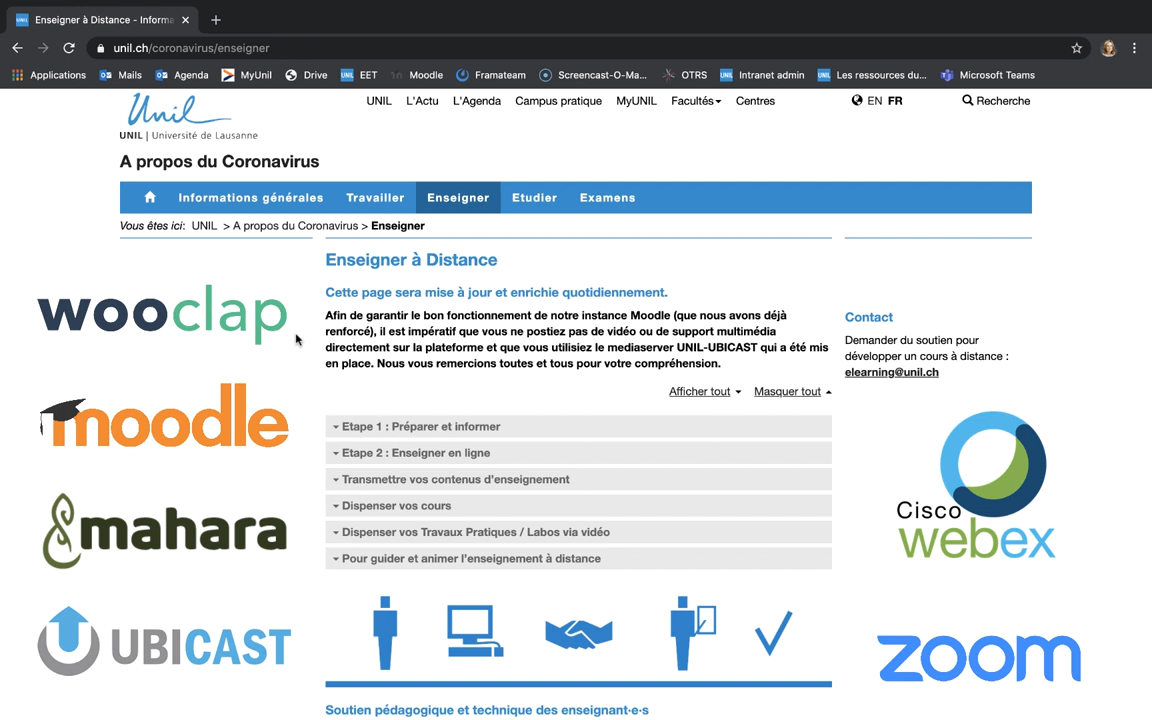 Enseigner à Distance - Informa
unil.ch/coronavirus/enseigner
Applications Mails Agenda MyUnil Drive EET Moodle Framateam Screencast-O-Ma... OTRS Intranet admin Les ressources du... Microsoft Teams
Unil
UNIL | Université de Lausanne
UNIL L'Actu L'Agenda Campus pratique MyUNIL Facultés Centres EN FR Recherche
A propos du Coronavirus
Informations générales Travailler Enseigner Etudier Examens
Vous êtes ici: UNIL > A propos du Coronavirus > Enseigner
Enseigner à Distance
Cette page sera mise à jour et enrichie quotidiennement.
Afin de garantir le bon fonctionnement de notre instance Moodle (que nous avons déjà
renforcé), il est impératif que vous ne postiez pas de vidéo ou de support multimédia
directement sur la plateforme et que vous utilisiez le mediaserver UNIL-UBICAST qui a été mis
en place. Nous vous remercions toutes et tous pour votre compréhension.
Afficher tout Masquer tout
Etape 1 : Préparer et informer
Etape 2 : Enseigner en ligne
Transmettre vos contenus d'enseignement
Dispenser vos cours
Dispenser vos Travaux Pratiques / Labos via vidéo
Pour guider et animer l'enseignement à distance
Soutien pédagogique et technique des enseignant·e·s
Contact
Demander du soutien pour
développer un cours à distance :
elearning@unil.ch
wooclap
moodle
mahara
UBICAST
Cisco
webex
zoom